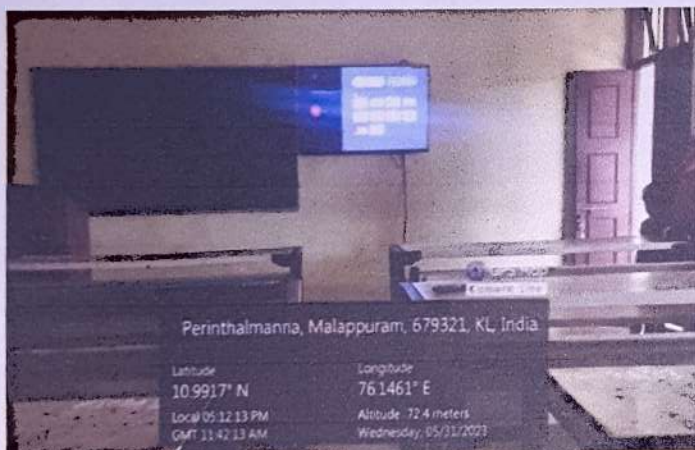 Perinthalmanna, Malappuram, 679321, KL, India
Latitude
10.9917° N
Longitude
76.1461° E
Local 05:12:13 PM
GMT 11:42:13 AM
Altitude 72.4 meters
Wednesday, 05/31/2023